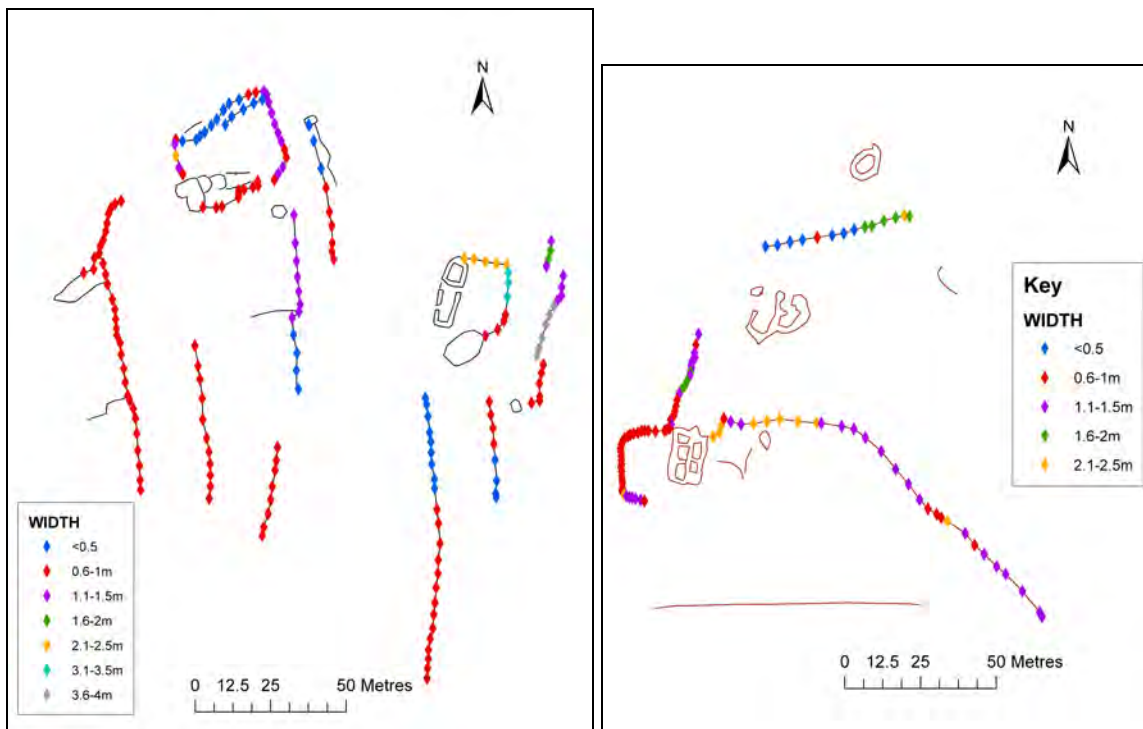 N
WIDTH
<0.5
0.6-1m
1.1-1.5m
1.6-2m
2.1-2.5m
3.1-3.5m
3.6-4m
0 12.5 25 50 Metres
N
Key
WIDTH
<0.5
0.6-1m
1.1-1.5m
1.6-2m
2.1-2.5m
0 12.5 25 50 Metres